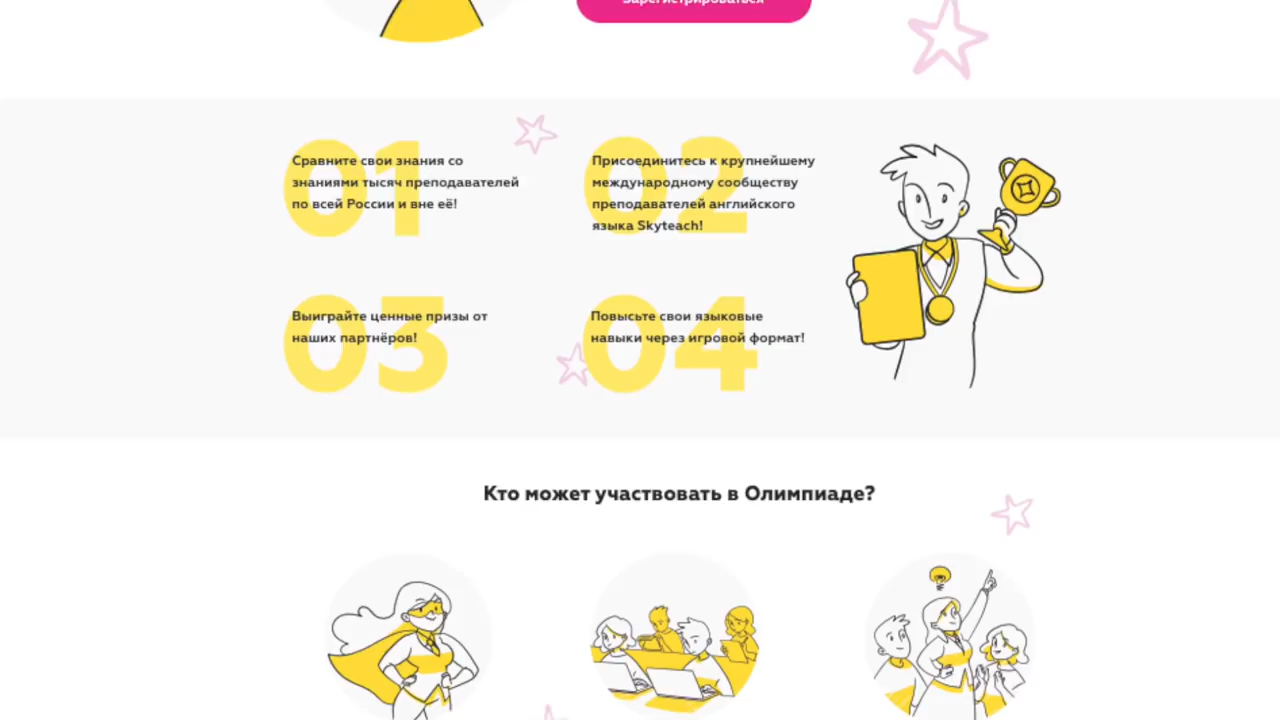 Зарегистрироваться
01
Сравните свои знания со
знаниями тысяч преподавателей
по всей России и вне её!
02
Присоединитесь к крупнейшему
международному сообществу
преподавателей английского
языка Skyteach!
03
Выиграйте ценные призы от
наших партнёров!
04
Повысьте свои языковые
навыки через игровой формат!
Кто может участвовать в Олимпиаде?